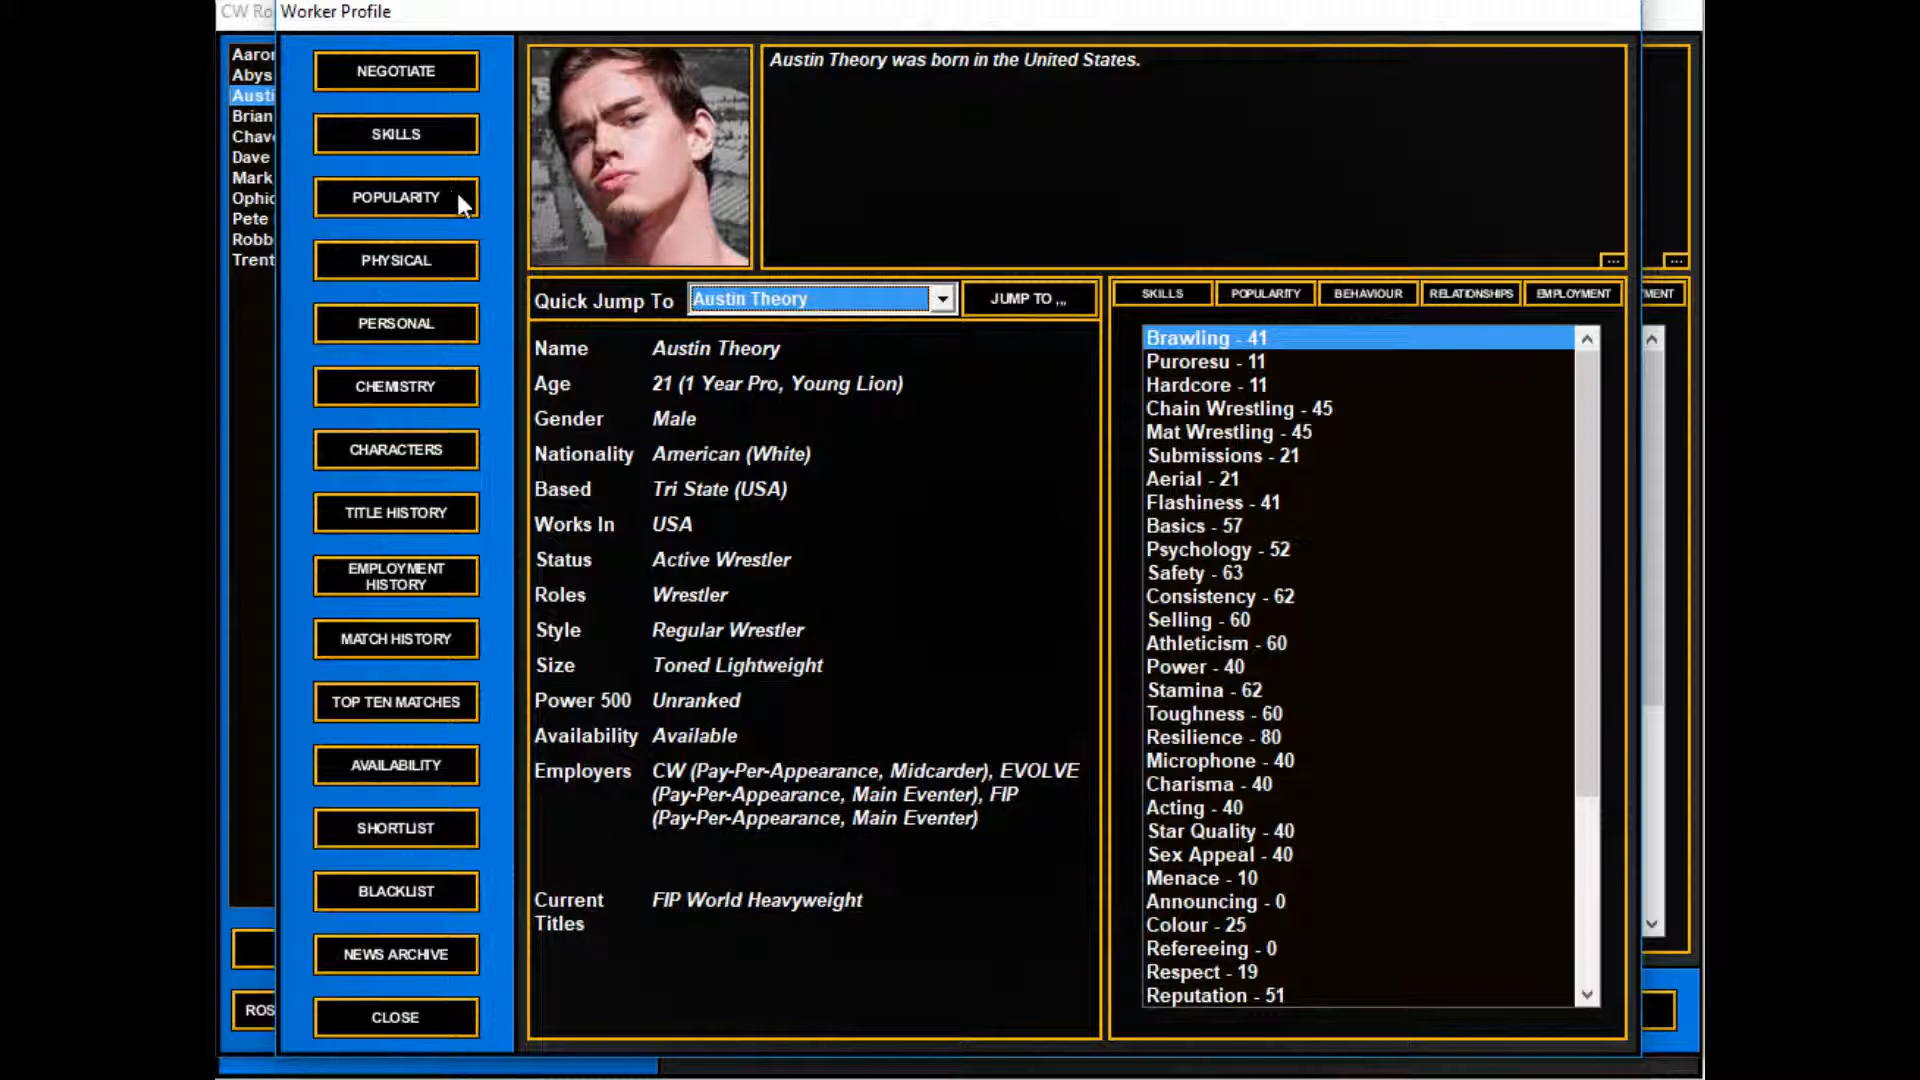 CW Ro
Worker Profile
Aaron
Abys
Austi
Brian
Chave
Dave
Mark
Ophic
Pete
Robb
Trent
ROS
NEGOTIATE
SKILLS
POPULARITY
PHYSICAL
PERSONAL
CHEMISTRY
CHARACTERS
TITLE HISTORY
EMPLOYMENT
HISTORY
MATCH HISTORY
TOP TEN MATCHES
AVAILABILITY
SHORTLIST
BLACKLIST
NEWS ARCHIVE
CLOSE
Austin Theory was born in the United States.
...
...
Quick Jump To Austin Theory JUMP TO ,,,
Name Austin Theory
Age 21 (1 Year Pro, Young Lion)
Gender Male
Nationality American (White)
Based Tri State (USA)
Works In USA
Status Active Wrestler
Roles Wrestler
Style Regular Wrestler
Size Toned Lightweight
Power 500 Unranked
Availability Available
Employers CW (Pay-Per-Appearance, Midcarder), EVOLVE
(Pay-Per-Appearance, Main Eventer), FIP
(Pay-Per-Appearance, Main Eventer)
Current FIP World Heavyweight
Titles
SKILLS POPULARITY BEHAVIOUR RELATIONSHIPS EMPLOYMENT MENT
Brawling - 41
Puroresu - 11
Hardcore - 11
Chain Wrestling - 45
Mat Wrestling - 45
Submissions - 21
Aerial - 21
Flashiness - 41
Basics - 57
Psychology - 52
Safety - 63
Consistency - 62
Selling - 60
Athleticism - 60
Power - 40
Stamina - 62
Toughness - 60
Resilience - 80
Microphone - 40
Charisma - 40
Acting - 40
Star Quality - 40
Sex Appeal - 40
Menace - 10
Announcing - 0
Colour - 25
Refereeing - 0
Respect - 19
Reputation - 51